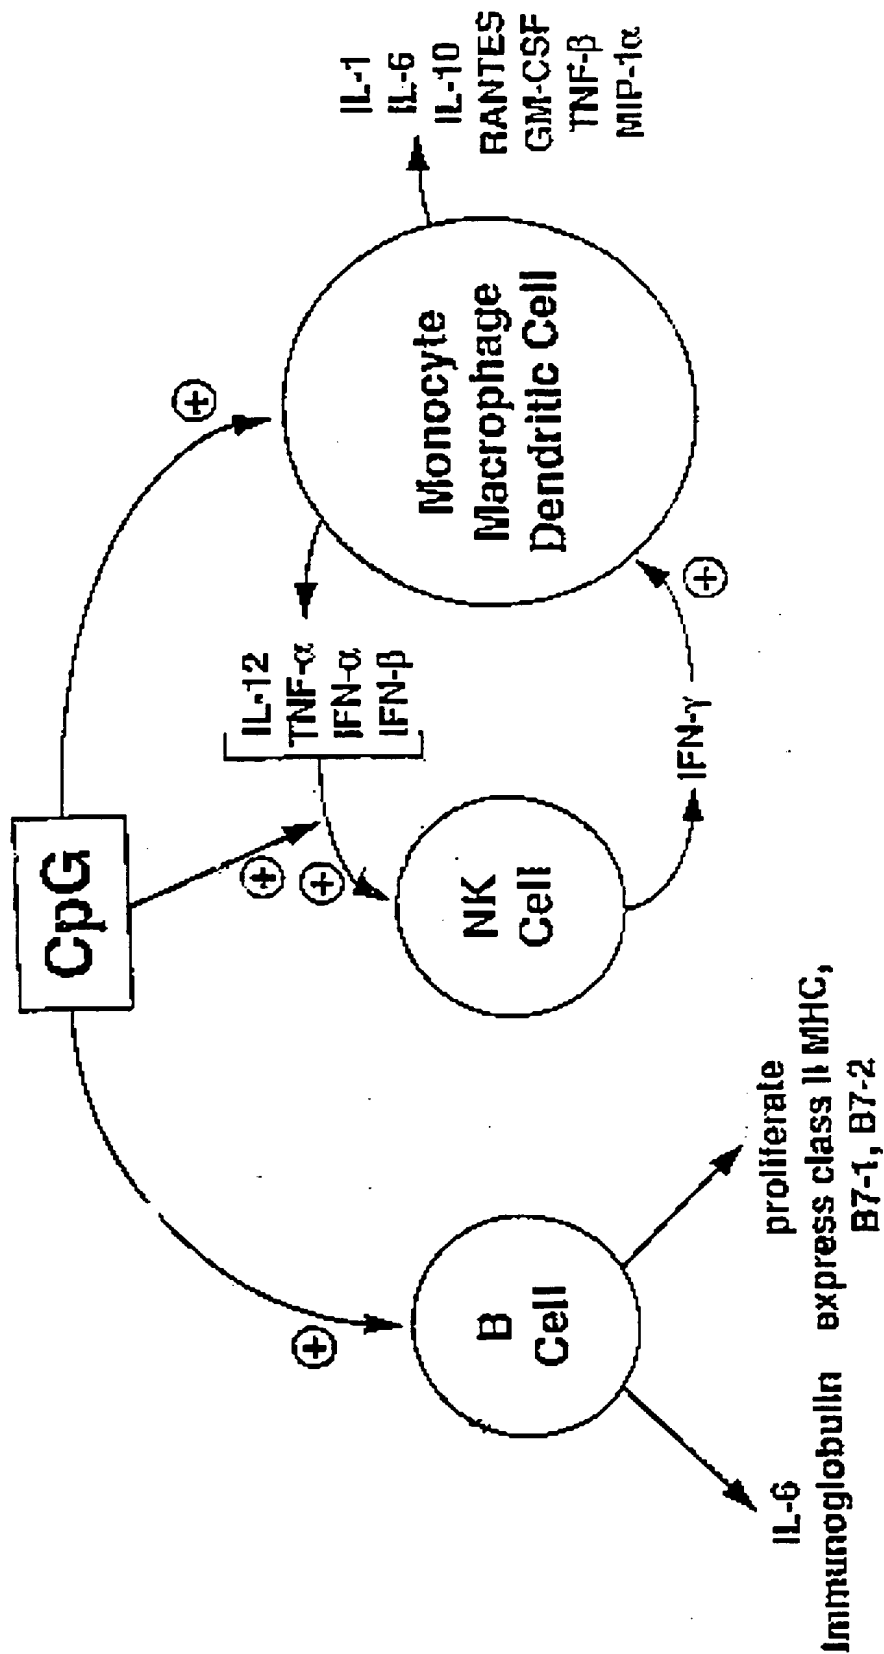 CpG
+
+
+
+
+
B
Cell
NK
Cell
Monocyte
Macrophage
Dendritic Cell
IL-12
TNF-α
IFN-α
IFN-β
IL-1
IL-6
IL-10
RANTES
GM-CSF
TNF-β
MIP-1α
IFN-γ
IL-6
Immunoglobulin
proliferate
express class II MHC,
B7-1, B7-2